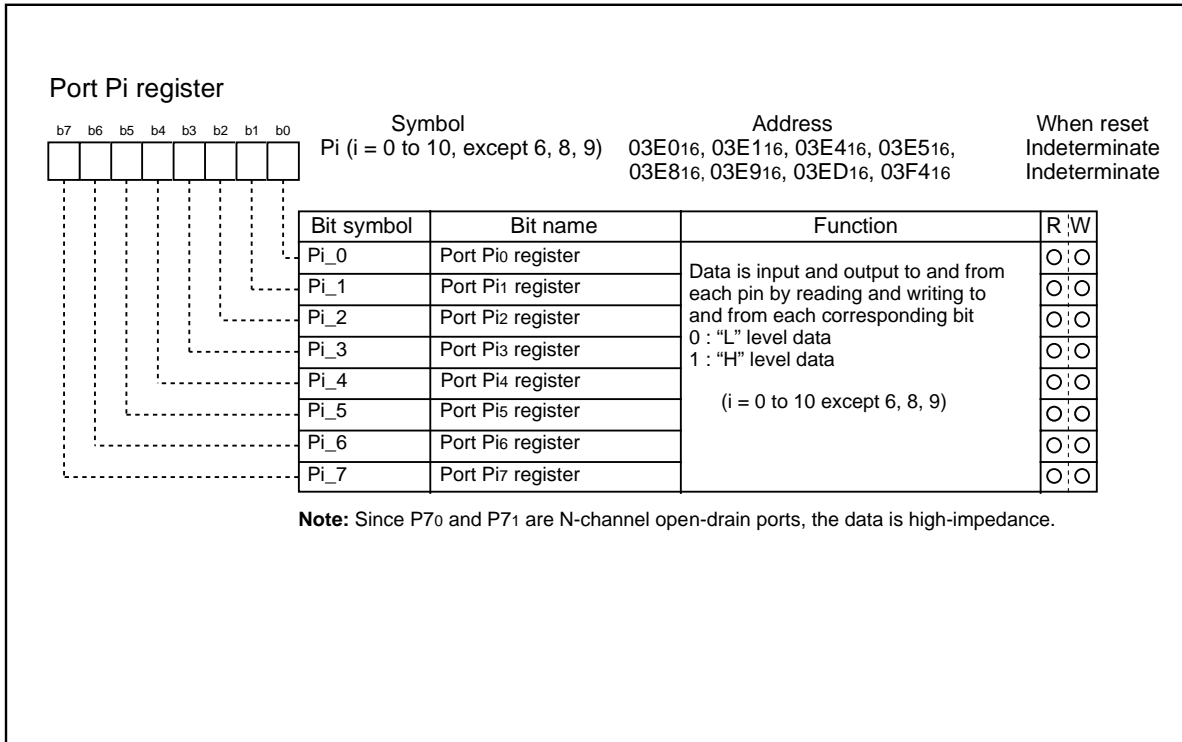 Port Pi register
b7 b6 b5 b4 b3 b2 b1 b0
Symbol Address When reset
Pi (i = 0 to 10, except 6, 8, 9) 03E016, 03E116, 03E416, 03E516, Indeterminate
03E816, 03E916, 03ED16, 03F416 Indeterminate
Bit symbol Bit name Function R W
Pi_0 Port Pi0 register
Pi_1 Port Pi1 register
Pi_2 Port Pi2 register
Pi_3 Port Pi3 register
Pi_4 Port Pi4 register
Pi_5 Port Pi5 register
Pi_6 Port Pi6 register
Pi_7 Port Pi7 register
Data is input and output to and from
each pin by reading and writing to
and from each corresponding bit
0 : “L” level data
1 : “H” level data
(i = 0 to 10 except 6, 8, 9)
Note: Since P70 and P71 are N-channel open-drain ports, the data is high-impedance.